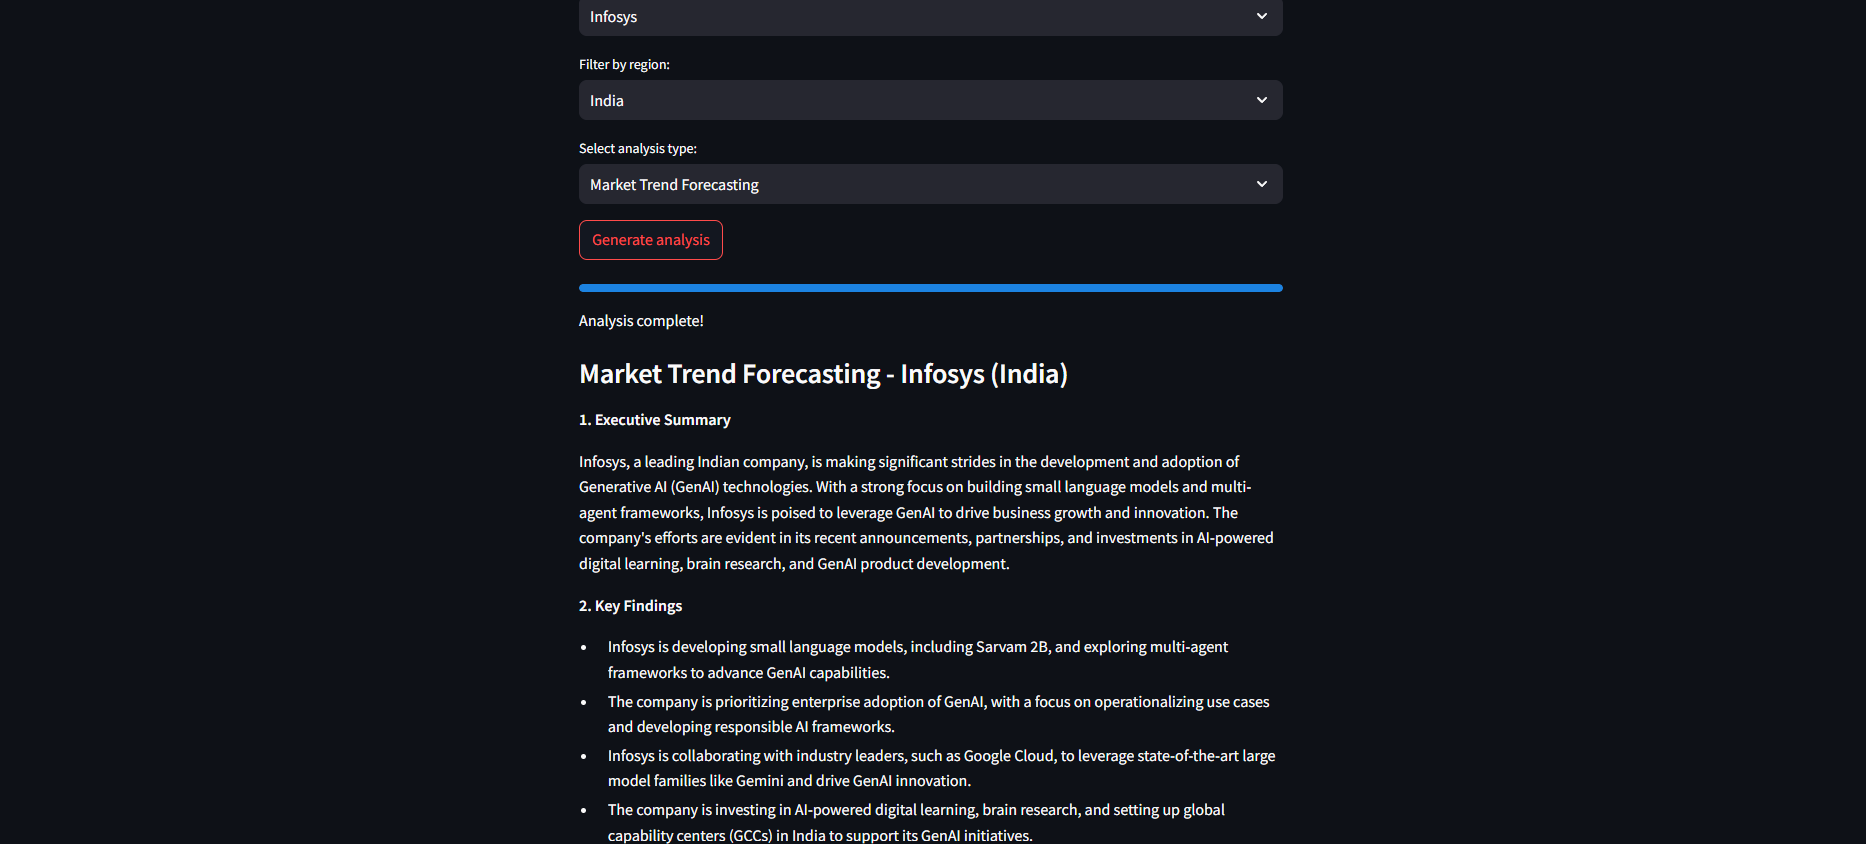 Infosys
Filter by region:
India
Select analysis type:
Market Trend Forecasting
Generate analysis
Analysis complete!
Market Trend Forecasting - Infosys (India)
1. Executive Summary
Infosys, a leading Indian company, is making significant strides in the development and adoption of
Generative AI (GenAI) technologies. With a strong focus on building small language models and multi-
agent frameworks, Infosys is poised to leverage GenAI to drive business growth and innovation. The
company's efforts are evident in its recent announcements, partnerships, and investments in AI-powered
digital learning, brain research, and GenAI product development.
2. Key Findings
• Infosys is developing small language models, including Sarvam 2B, and exploring multi-agent
frameworks to advance GenAI capabilities.
• The company is prioritizing enterprise adoption of GenAI, with a focus on operationalizing use cases
and developing responsible AI frameworks.
• Infosys is collaborating with industry leaders, such as Google Cloud, to leverage state-of-the-art large
model families like Gemini and drive GenAI innovation.
• The company is investing in AI-powered digital learning, brain research, and setting up global
capability centers (GCCs) in India to support its GenAI initiatives.